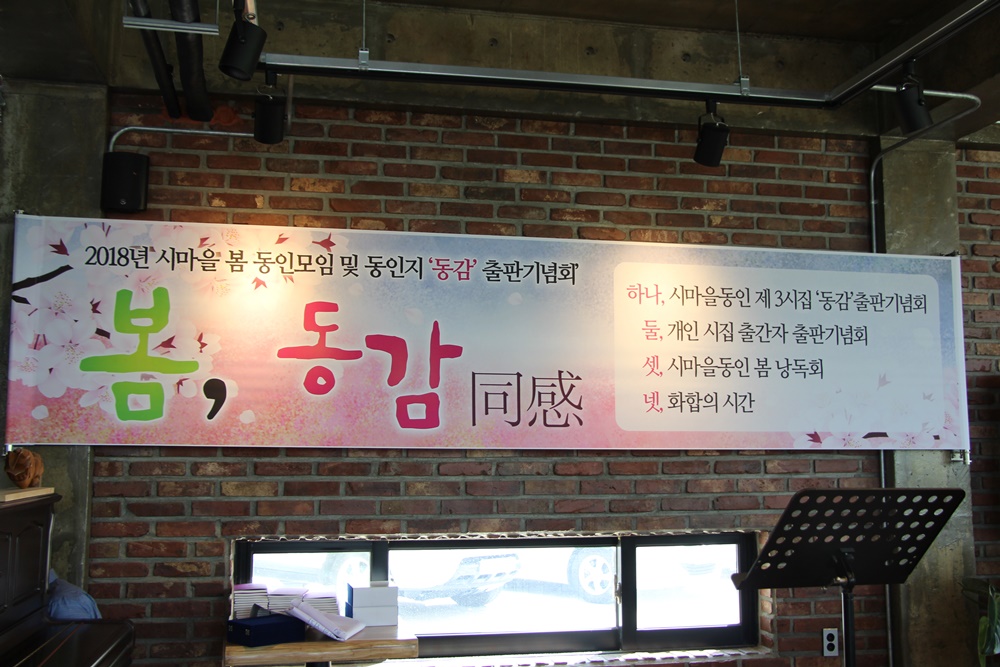 2018년 시마을 봄 동인모임 및 동인지 '동감' 출판기념회
봄, 동감 同感
하나, 시마을동인 제 3시집 '동감'출판기념회
둘, 개인 시집 출간자 출판기념회
셋, 시마을동인 봄 낭독회
넷, 화합의 시간